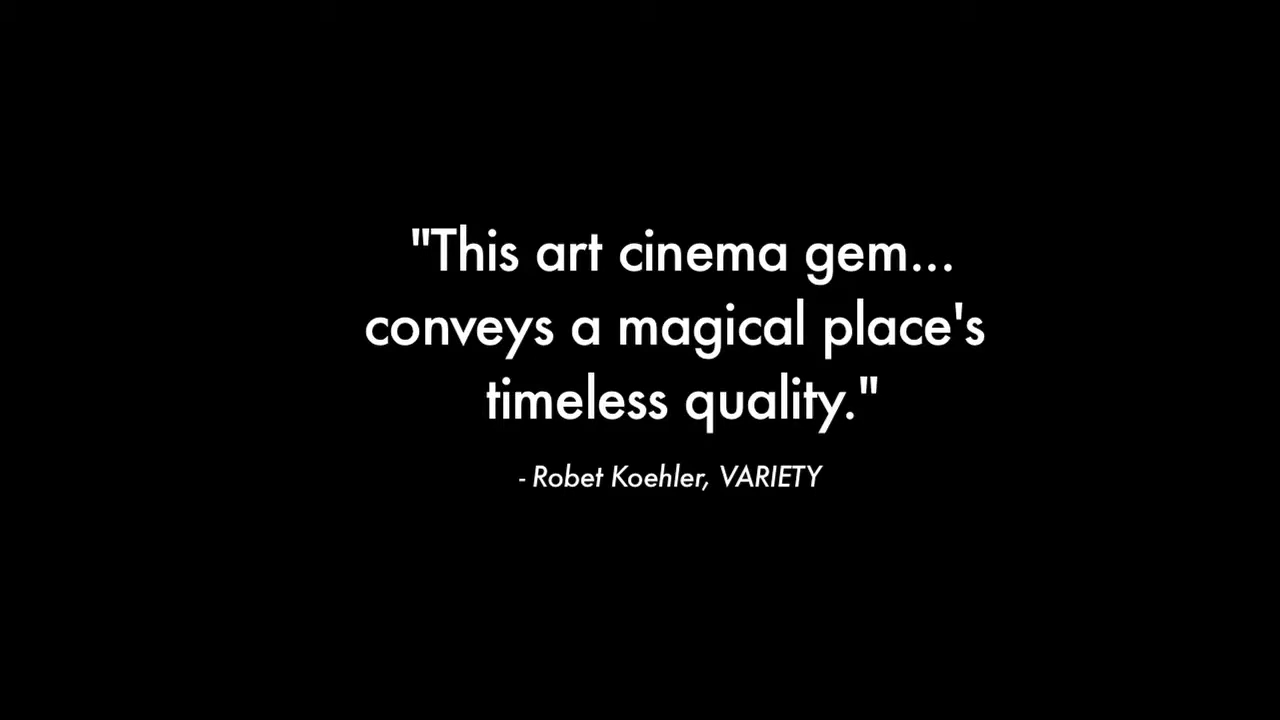 "This art cinema gem...
conveys a magical place's
timeless quality."
- Robet Koehler, VARIETY